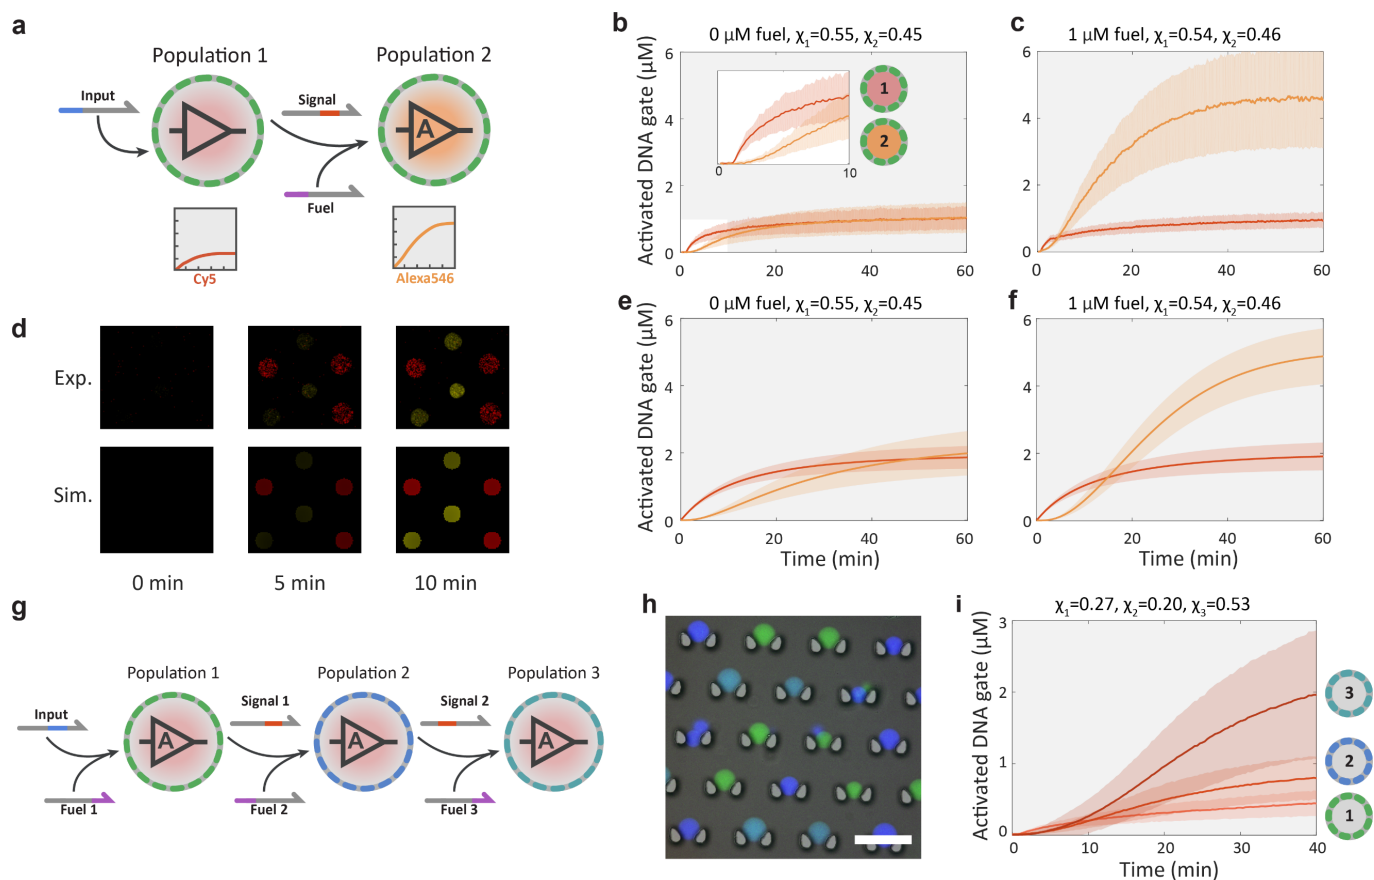 a
Population 1
Population 2
Input
Signal
A
Fuel
Cy5
Alexa546
b
0 µM fuel, χ1=0.55, χ2=0.45
Activated DNA gate (µM)
6
4
2
0
0
20
40
60
0
10
1
2
c
1 µM fuel, χ1=0.54, χ2=0.46
6
4
2
0
0
20
40
60
d
Exp.
Sim.
0 min
5 min
10 min
e
0 µM fuel, χ1=0.55, χ2=0.45
Activated DNA gate (µM)
6
4
2
0
0
20
40
60
Time (min)
f
1 µM fuel, χ1=0.54, χ2=0.46
6
4
2
0
0
20
40
60
Time (min)
g
Population 1
Population 2
Population 3
Input
Signal 1
Signal 2
A
A
A
Fuel 1
Fuel 2
Fuel 3
h
i
χ1=0.27, χ2=0.20, χ3=0.53
Activated DNA gate (µM)
3
2
1
0
0
10
20
30
40
Time (min)
3
2
1